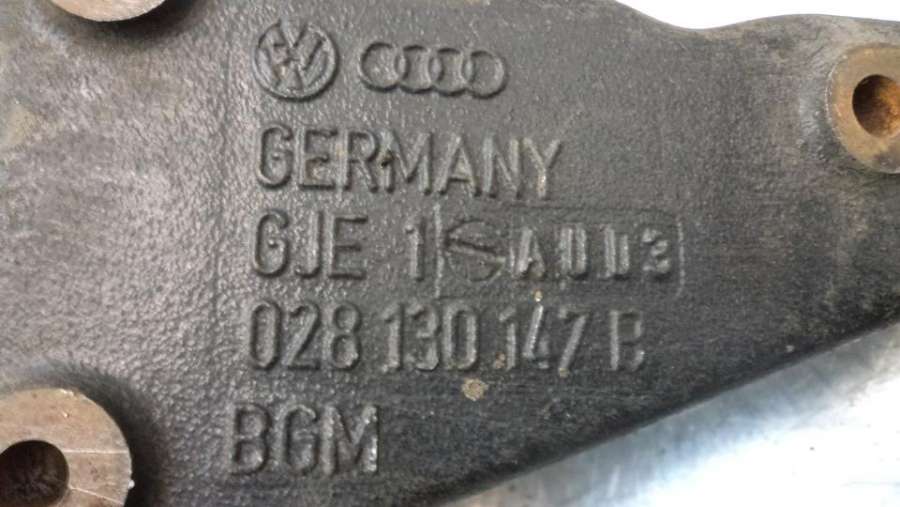 GERMANY
GJE 1
028 130 147 B
BGM